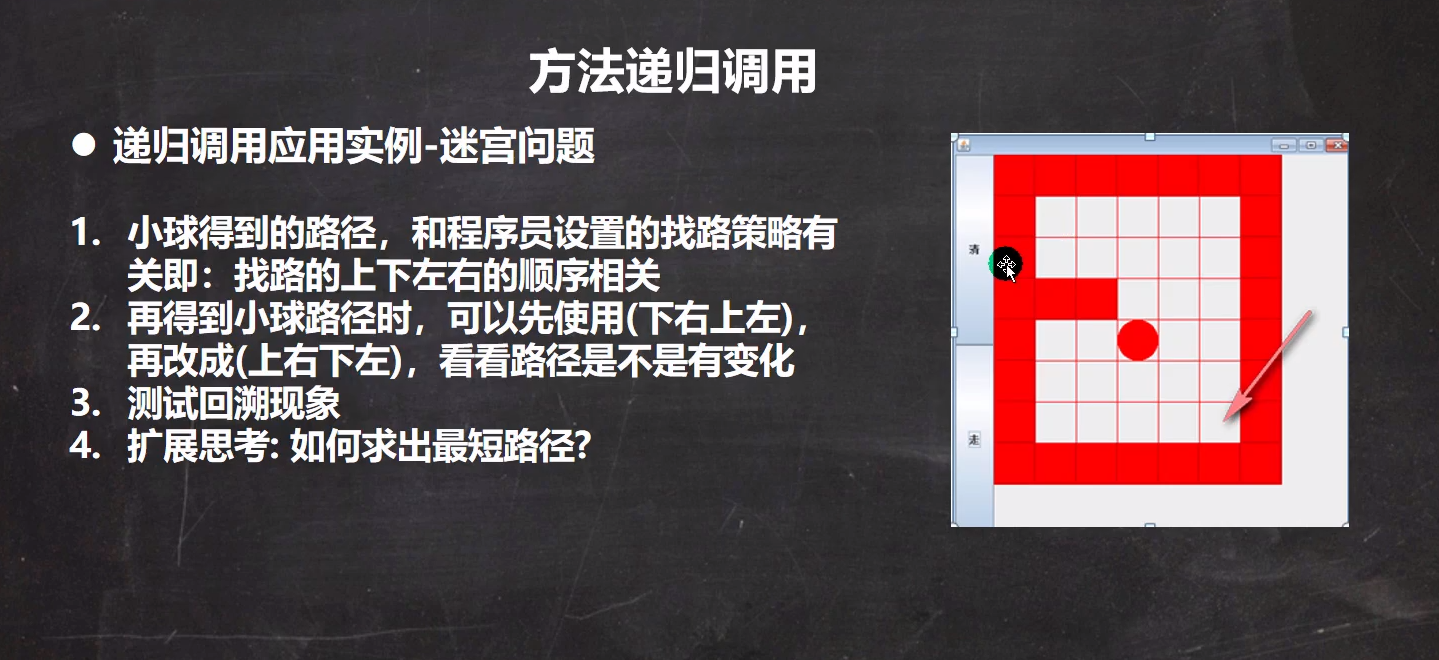 方法递归调用
● 递归调用应用实例-迷宫问题
1. 小球得到的路径，和程序员设置的找路策略有
关即：找路的上下左右的顺序相关
2. 再得到小球路径时，可以先使用(下右上左)，
再改成(上右下左)，看看路径是不是有变化
3. 测试回溯现象
4. 扩展思考: 如何求出最短路径?
清
走